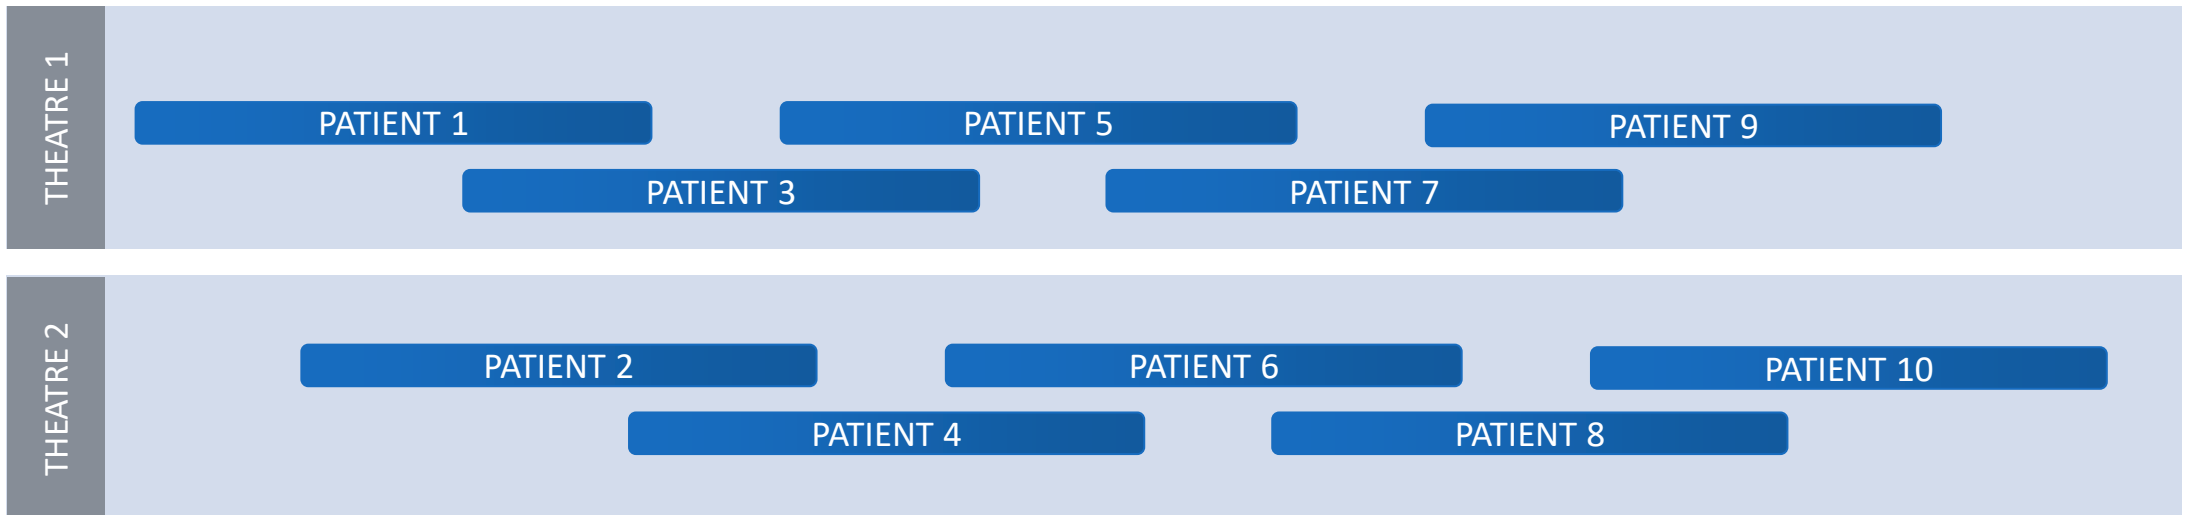 THEATRE 1
PATIENT 1
PATIENT 5
PATIENT 9
PATIENT 3
PATIENT 7
THEATRE 2
PATIENT 2
PATIENT 6
PATIENT 10
PATIENT 4
PATIENT 8